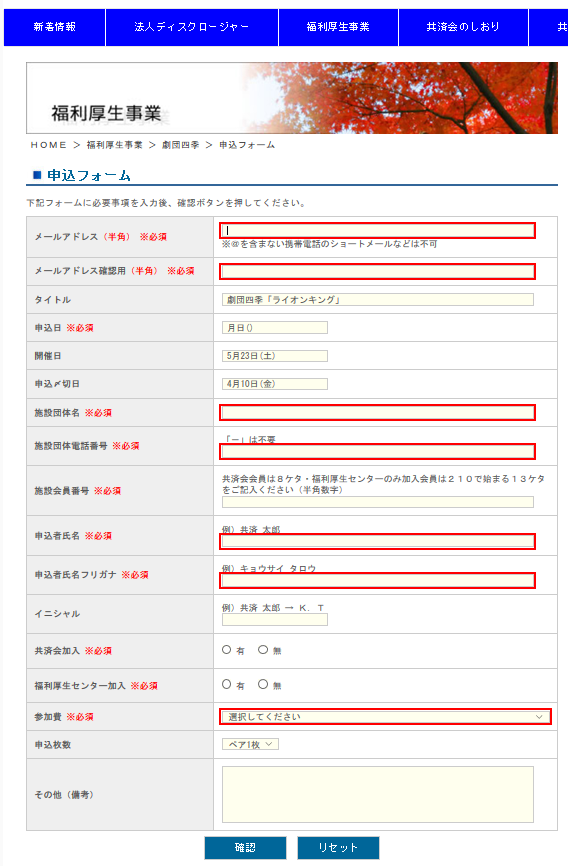 新着情報
法人ディスクロージャー
福利厚生事業
共済会のしおり
共
福利厚生事業
ＨＯＭＥ ＞ 福利厚生事業 ＞ 劇団四季 ＞ 申込フォーム
申込フォーム
下記フォームに必要事項を入力後、確認ボタンを押してください。
メールアドレス（半角） ※必須
※＠を含まない携帯電話のショートメールなどは不可
メールアドレス確認用（半角） ※必須
タイトル
劇団四季「ライオンキング」
申込日 ※必須
月日()
開催日
5月23日(土)
申込〆切日
4月10日(金)
施設団体名 ※必須
施設団体電話番号 ※必須
「－」は不要
施設会員番号 ※必須
共済会会員は８ケタ・福利厚生センターのみ加入会員は２１０で始まる１３ケタ
をご記入ください（半角数字）
申込者氏名 ※必須
例）共済 太郎
申込者氏名フリガナ ※必須
例）キョウサイ タロウ
イニシャル
例）共済 太郎 → Ｋ．Ｔ
共済会加入 ※必須
有 無
福利厚生センター加入 ※必須
有 無
参加費 ※必須
選択してください
申込枚数
ペア1枚
その他（備考）
確認
リセット